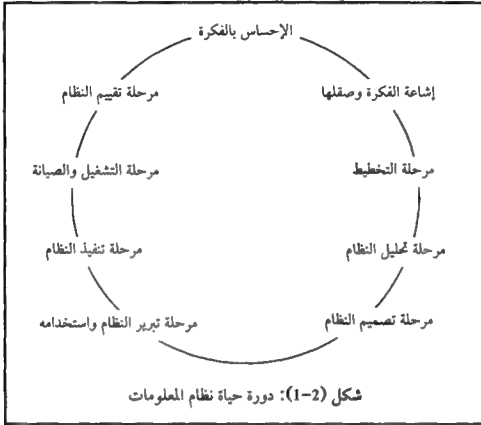 الإحساس بالفكرة
إشاعة الفكرة وصقلها
مرحلة التخطيط
مرحلة تحليل النظام
مرحلة تصميم النظام
مرحلة تبرير النظام واستخدامه
مرحلة تنفيذ النظام
مرحلة التشغيل والصيانة
مرحلة تقييم النظام
شكل (2-1): دورة حياة نظام المعلومات